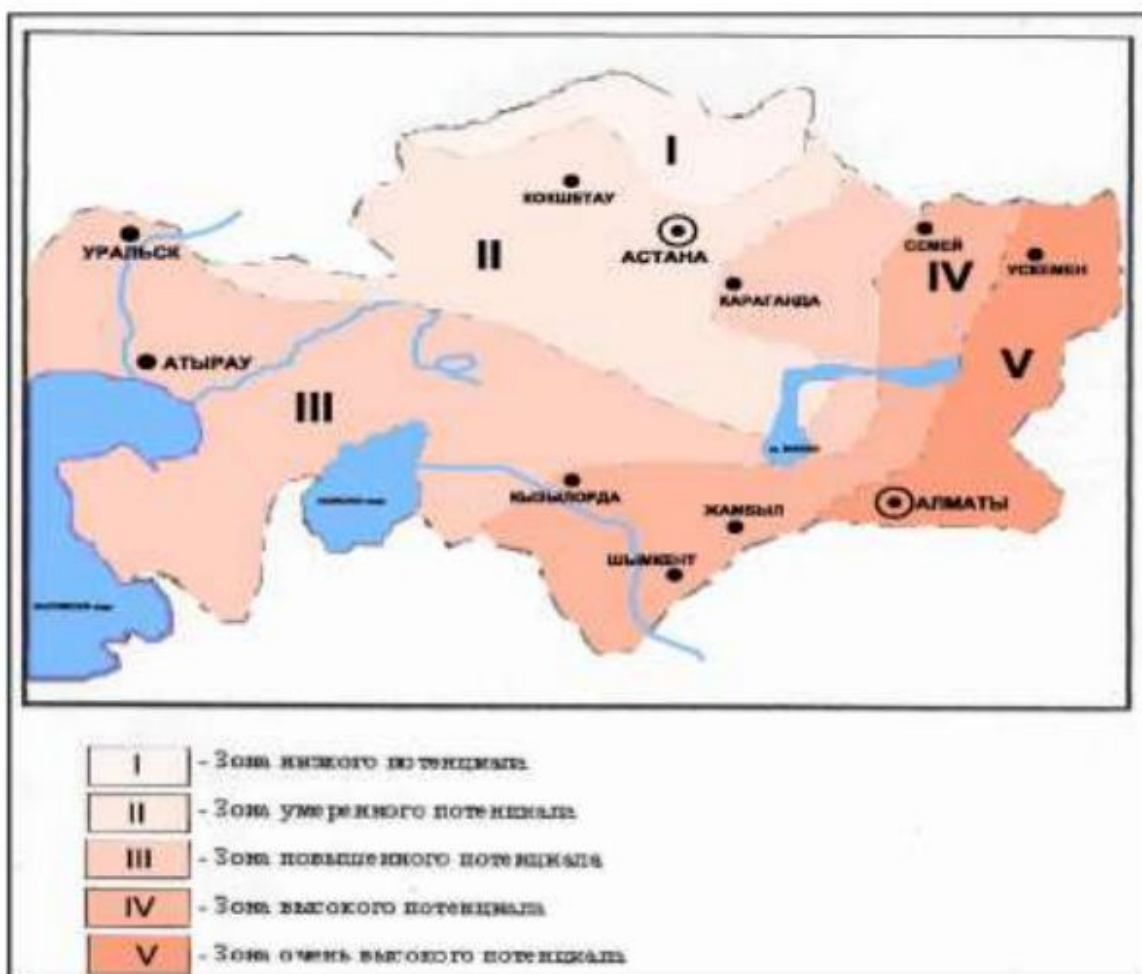 I
КОКШЕТАУ
УРАЛЬСК
II
АСТАНА
СЕМЕЙ
IV
УСКЕМЕН
КАРАГАНДА
АТЫРАУ
V
III
КЫЗЫЛОРДА
ЖАМБЫЛ
АЛМАТЫ
ШЫМКЕНТ
I - Зона низкого потенциала
II - Зона умеренного потенциала
III - Зона повышенного потенциала
IV - Зона высокого потенциала
V - Зона очень высокого потенциала